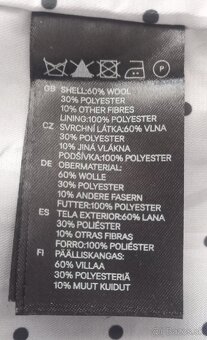 P
GB SHELL:60% WOOL
30% POLYESTER
10% OTHER FIBRES
LINING:100% POLYESTER
CZ SVRCHNÍ LÁTKA:60% VLNA
30% POLYESTER
10% JINÁ VLÁKNA
PODŠÍVKA:100% POLYESTER
DE OBERMATERIAL:
60% WOLLE
30% POLYESTER
10% ANDERE FASERN
FUTTER:100% POLYESTER
ES TELA EXTERIOR:60% LANA
30% POLIÉSTER
10% OTRAS FIBRAS
FORRO:100% POLIÉSTER
FI PÄÄLLISKANGAS:
60% VILLAA
30% POLYESTERIÄ
10% MUUT KUIDUT